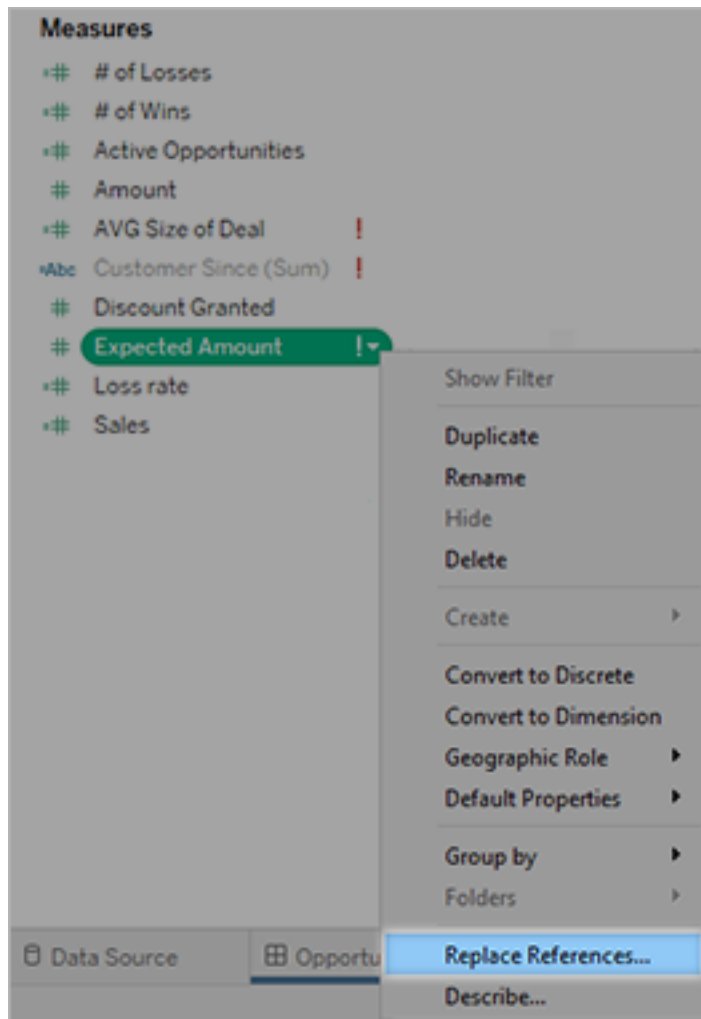 Measures
# of Losses
# of Wins
Active Opportunities
Amount
AVG Size of Deal !
Abc Customer Since (Sum) !
Discount Granted
Expected Amount !
Loss rate
Sales
Show Filter
Duplicate
Rename
Hide
Delete
Create
Convert to Discrete
Convert to Dimension
Geographic Role
Default Properties
Group by
Folders
Replace References...
Describe...
Data Source
Opportu